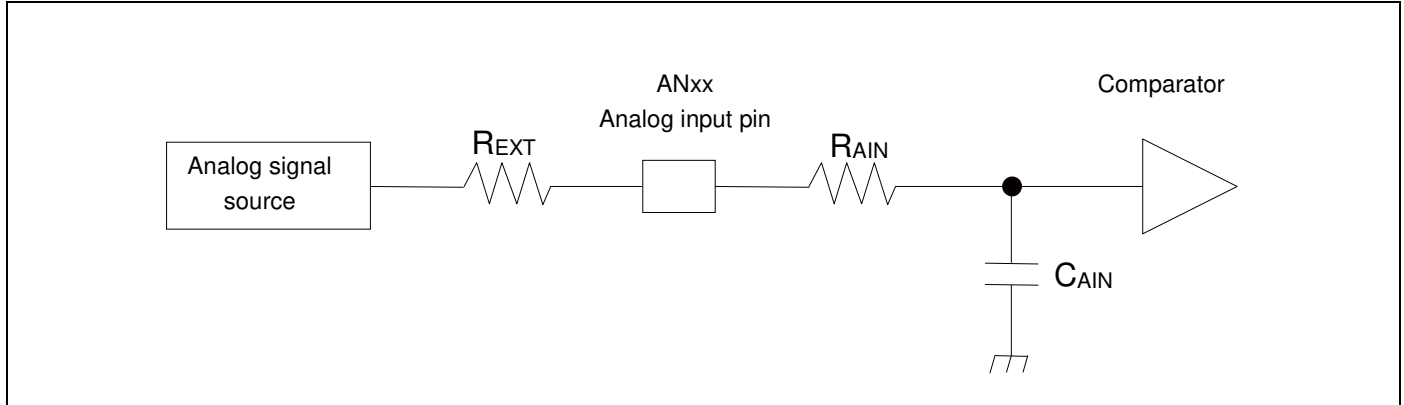 ANxx
Analog input pin
Comparator
Analog signal
source
REXT
RAIN
CAIN